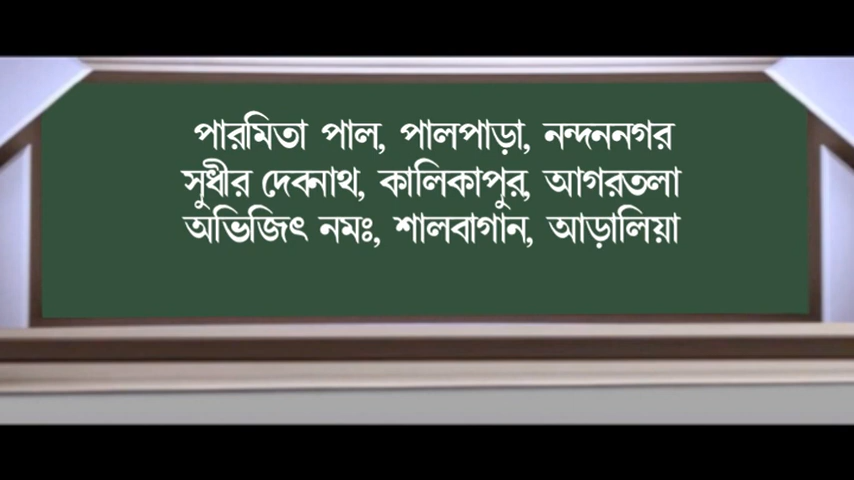 পারমিতা পাল, পালপাড়া, নন্দননগর
সুধীর দেবনাথ, কালিকাপুর, আগরতলা
অভিজিৎ নমঃ, শালবাগান, আড়ালিয়া